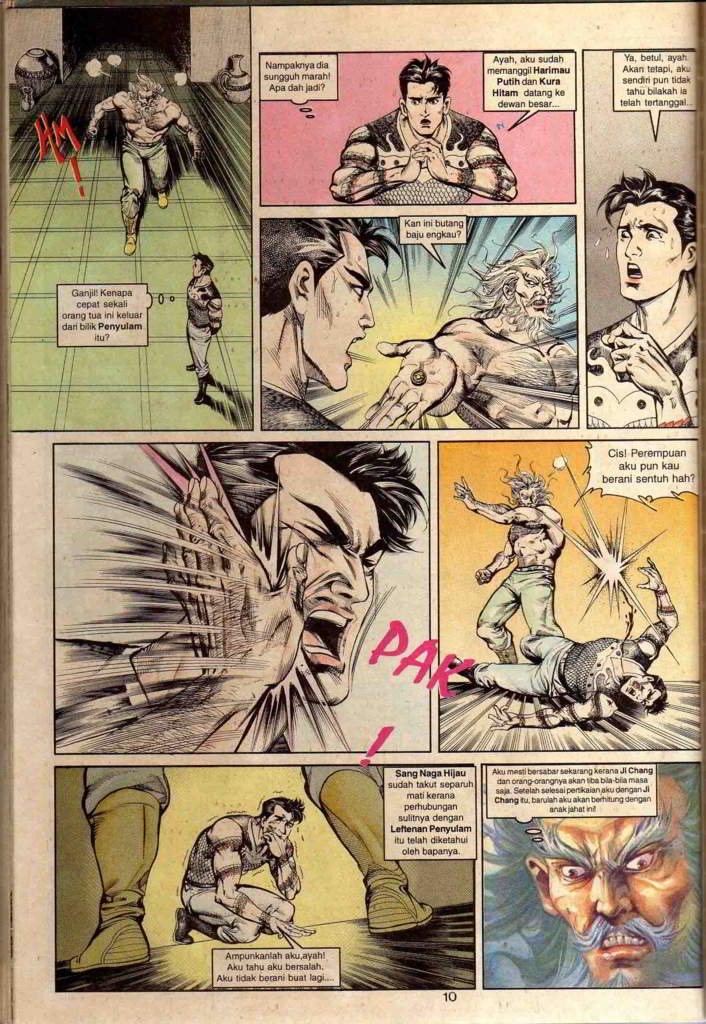 HM
!
Ganjil! Kenapa
cepat sekali
orang tua ini keluar
dari bilik Penyulam
itu?
Nampaknya dia
sungguh marah!
Apa dah jadi?
Ayah, aku sudah
memanggil Harimau
Putih dan Kura
Hitam datang ke
dewan besar...
Kan ini butang
baju engkau?
Ya, betul, ayah.
Akan tetapi, aku
sendiri pun tidak
tahu bilakah ia
telah tertanggal..
PAK
!
Cis! Perempuan
aku pun kau
berani sentuh hah?
Sang Naga Hijau
sudah takut separuh
mati kerana
perhubungan
sulitnya dengan
Leftenan Penyulam
itu telah diketahui
oleh bapanya.
Ampunkanlah aku,ayah!
Aku tahu aku bersalah.
Aku tidak berani buat lagi....
Aku mesti bersabar sekarang kerana Ji Chang
dan orang-orangnya akan tiba bila-bila masa
saja. Setelah selesai pertikaian,aku dengan Ji
Chang itu, barulah aku akan berhitung dengan
anak jahat ini!
10